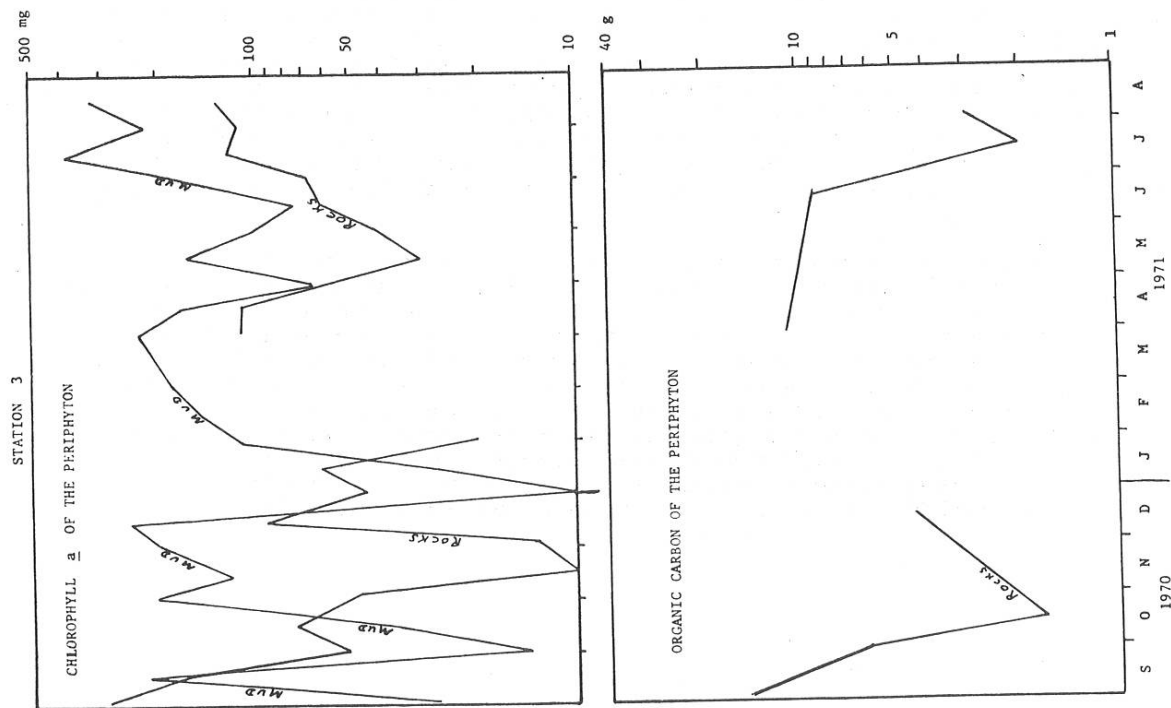 STATION 3
CHLOROPHYLL a OF THE PERIPHYTON
500 mg
100
50
10
MUD
ROCKS
MUD
MUD
ROCKS
MUD
MUD
ORGANIC CARBON OF THE PERIPHYTON
40 g
10
5
1
ROCKS
S O N D J F M A M J J A
1970 1971